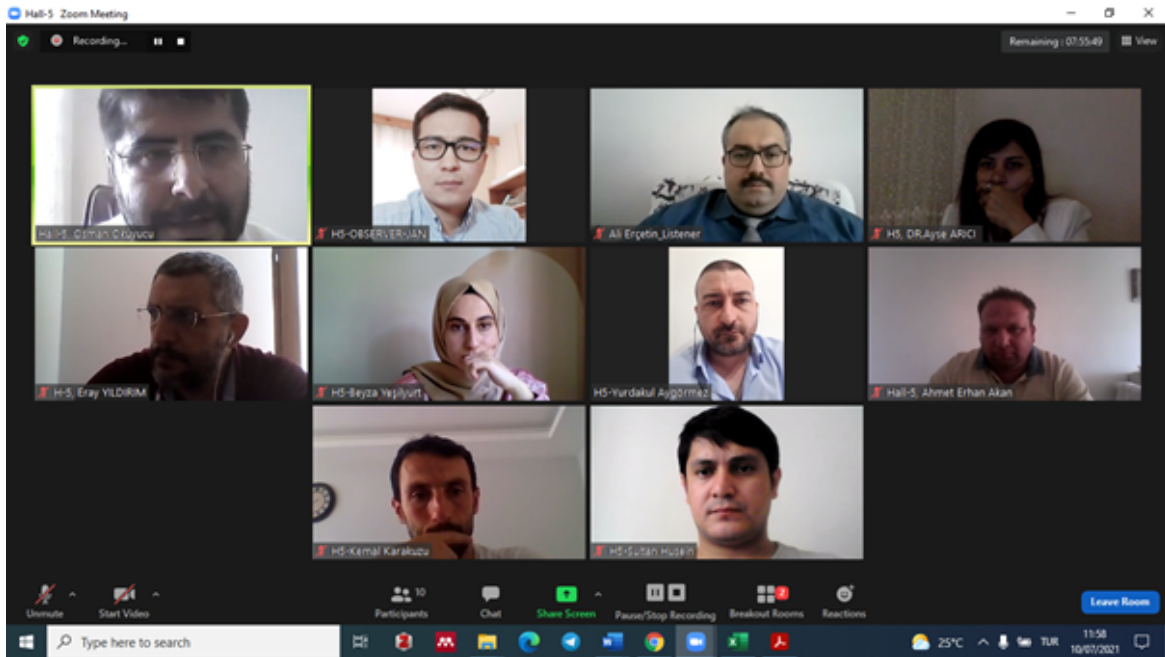 Hall-5 Zoom Meeting
Recording...
Remaining : 07:55:49 View
Hall-5. Osman Okuyucu
H5-OBSERVER-JAN
Ali Erçetin_Listener
H5, DR.Ayse ARICI
H-5, Eray YILDIRIM
H5-Beyza Yeşilyurt
H5-Yurdakul Aygörmez
Hall-5, Ahmet Erhan Akan
H5-Kemal Karakuzu
H5-Sultan Husein
Unmute
Start Video
10
Participants
Chat
Share Screen
Pause/Stop Recording
2
Breakout Rooms
Reactions
Leave Room
Type here to search
25°C
TUR
11:58
10/07/2021